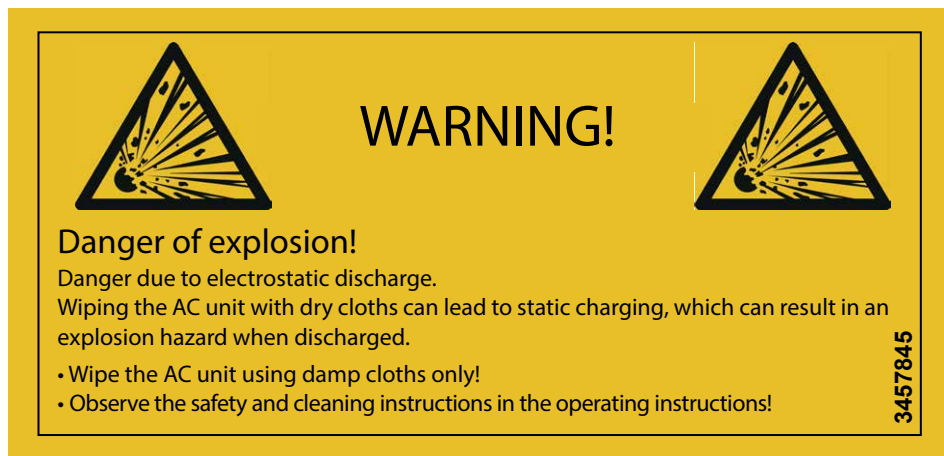 WARNING!
Danger of explosion!
Danger due to electrostatic discharge.
Wiping the AC unit with dry cloths can lead to static charging, which can result in an
explosion hazard when discharged.
• Wipe the AC unit using damp cloths only!
• Observe the safety and cleaning instructions in the operating instructions!
3457845